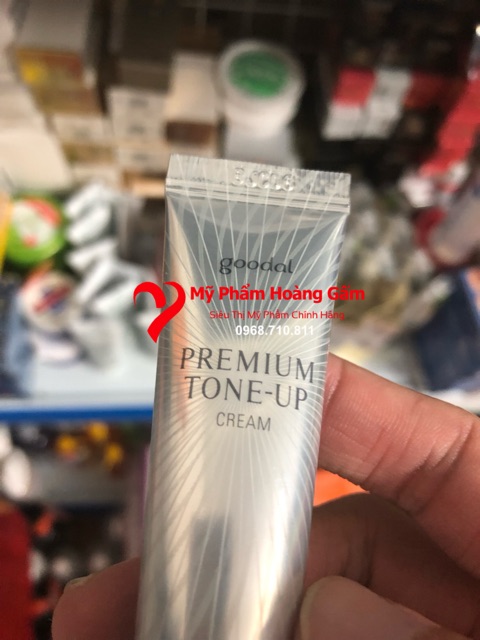 goodal
Mỹ Phẩm Hoàng Gấm
Siêu Thị Mỹ Phẩm Chính Hãng
0968.710.811
PREMIUM
TONE-UP
CREAM